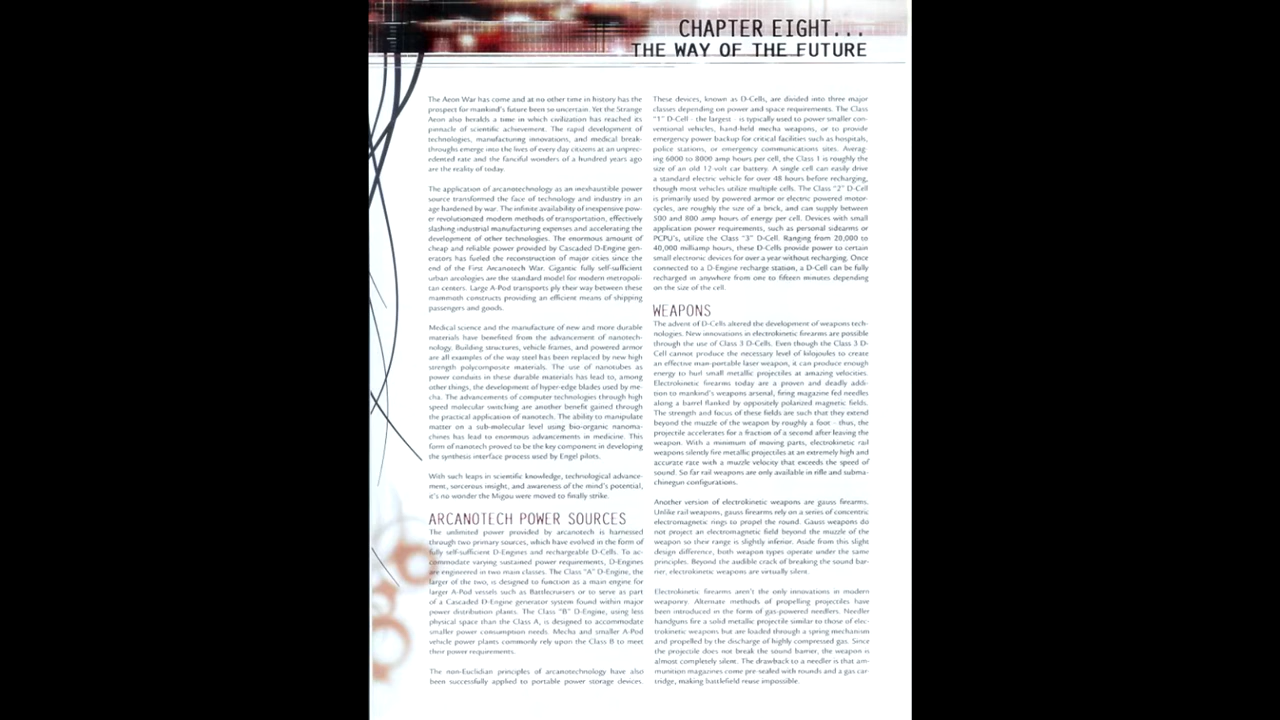 CHAPTER EIGHT...
THE WAY OF THE FUTURE
The Aeon War has come and at no other time in history has the
prospect for mankind's future been so uncertain. Yet the Strange
Aeon also heralds a time in which civilization has reached its
pinnacle of scientific achievement. The rapid development of
technologies, manufacturing innovations, and medical break-
throughs emerge into the lives of every day citizens at an unprec-
edented rate and the fanciful wonders of a hundred years ago
are the reality of today.
The application of arcanotechnology as an inexhaustible power
source transformed the face of technology and industry in an
age hardened by war. The infinite availability of inexpensive pow-
er revolutionized modern methods of transportation, effectively
slashing industrial manufacturing expenses and accelerating the
development of other technologies. The enormous amount of
cheap and reliable power provided by Cascaded D-Engine gen-
erators has fueled the reconstruction of major cities since the
end of the First Arcanotech War. Gigantic fully self-sufficient
urban arcologies are the standard model for modern metropoli-
tan centers. Large A-Pod transports ply their way between these
mammoth constructs providing an efficient means of shipping
passengers and goods.
Medical science and the manufacture of new and more durable
materials have benefited from the advancement of nanotech-
nology. Building structures, vehicle frames, and powered armor
are all examples of the way steel has been replaced by new high
strength polycomposite materials. The use of nanotubes as
power conduits in these durable materials has lead to, among
other things, the development of hyper-edge blades used by me-
cha. The advancements of computer technologies through high
speed molecular switching are another benefit gained through
the practical application of nanotech. The ability to manipulate
matter on a sub-molecular level using bio-organic nanoma-
chines has lead to enormous advancements in medicine. This
form of nanotech proved to be the key component in developing
the synthesis interface process used by Engel pilots.
With such leaps in scientific knowledge, technological advance-
ment, sorcerous insight, and awareness of the mind's potential,
it's no wonder the Migou were moved to finally strike.
ARCANOTECH POWER SOURCES
The unlimited power provided by arcanotech is harnessed
through two primary sources, which have evolved in the form of
fully self-sufficient D-Engines and rechargeable D-Cells. To ac-
commodate varying sustained power requirements, D-Engines
are engineered in two main classes. The Class "A" D-Engine, the
larger of the two, is designed to function as a main engine for
larger A-Pod vessels such as Battlecruisers or to serve as part
of a Cascaded D-Engine generator system found within major
power distribution plants. The Class "B" D-Engine, using less
physical space than the Class A, is designed to accommodate
smaller power consumption needs. Mecha and smaller A-Pod
vehicle power plants commonly rely upon the Class B to meet
their power requirements.
The non-Euclidian principles of arcanotechnology have also
been successfully applied to portable power storage devices.
These devices, known as D-Cells, are divided into three major
classes depending on power and space requirements. The Class
"1" D-Cell - the largest - is typically used to power smaller con-
ventional vehicles, hand-held mecha weapons, or to provide
emergency power backup for critical facilities such as hospitals,
police stations, or emergency communications sites. Averag-
ing 6000 to 8000 amp hours per cell, the Class 1 is roughly the
size of an old 12 volt car battery. A single cell can easily drive
a standard electric vehicle for over 48 hours before recharging,
though most vehicles utilize multiple cells. The Class "2" D-Cell
is primarily used by powered armor or electric powered motor-
cycles, are roughly the size of a brick, and can supply between
500 and 800 amp hours of energy per cell. Devices with small
application power requirements, such as personal sidearms or
PCPU's, utilize the Class "3" D-Cell. Ranging from 20,000 to
40,000 milliamp hours, these D-Cells provide power to certain
small electronic devices for over a year without recharging. Once
connected to a D-Engine recharge station, a D-Cell can be fully
recharged in anywhere from one to fifteen minutes depending
on the size of the cell.
WEAPONS
The advent of D-Cells altered the development of weapons tech-
nologies. New innovations in electrokinetic firearms are possible
through the use of Class 3 D-Cells. Even though the Class 3 D-
Cell cannot produce the necessary level of kilojoules to create
an effective man-portable laser weapon, it can produce enough
energy to hurl small metallic projectiles at amazing velocities.
Electrokinetic firearms today are a proven and deadly addi-
tion to mankind's weapons arsenal, firing magazine fed needles
along a barrel flanked by oppositely polarized magnetic fields.
The strength and focus of these fields are such that they extend
beyond the muzzle of the weapon by roughly a foot - thus, the
projectile accelerates for a fraction of a second after leaving the
weapon. With a minimum of moving parts, electrokinetic rail
weapons silently fire metallic projectiles at an extremely high and
accurate rate with a muzzle velocity that exceeds the speed of
sound. So far rail weapons are only available in rifle and subma-
chinegun configurations.
Another version of electrokinetic weapons are gauss firearms.
Unlike rail weapons, gauss firearms rely on a series of concentric
electromagnetic rings to propel the round. Gauss weapons do
not project an electromagnetic field beyond the muzzle of the
weapon so their range is slightly inferior. Aside from this slight
design difference, both weapon types operate under the same
principles. Beyond the audible crack of breaking the sound bar-
rier, electrokinetic weapons are virtually silent.
Electrokinetic firearms aren't the only innovations in modern
weaponry. Alternate methods of propelling projectiles have
been introduced in the form of gas-powered needlers. Needler
handguns fire a solid metallic projectile similar to those of elec-
trokinetic weapons but are loaded through a spring mechanism
and propelled by the discharge of highly compressed gas. Since
the projectile does not break the sound barrier, the weapon is
almost completely silent. The drawback to a needler is that am-
munition magazines come pre-sealed with rounds and a gas car-
tridge, making battlefield reuse impossible.